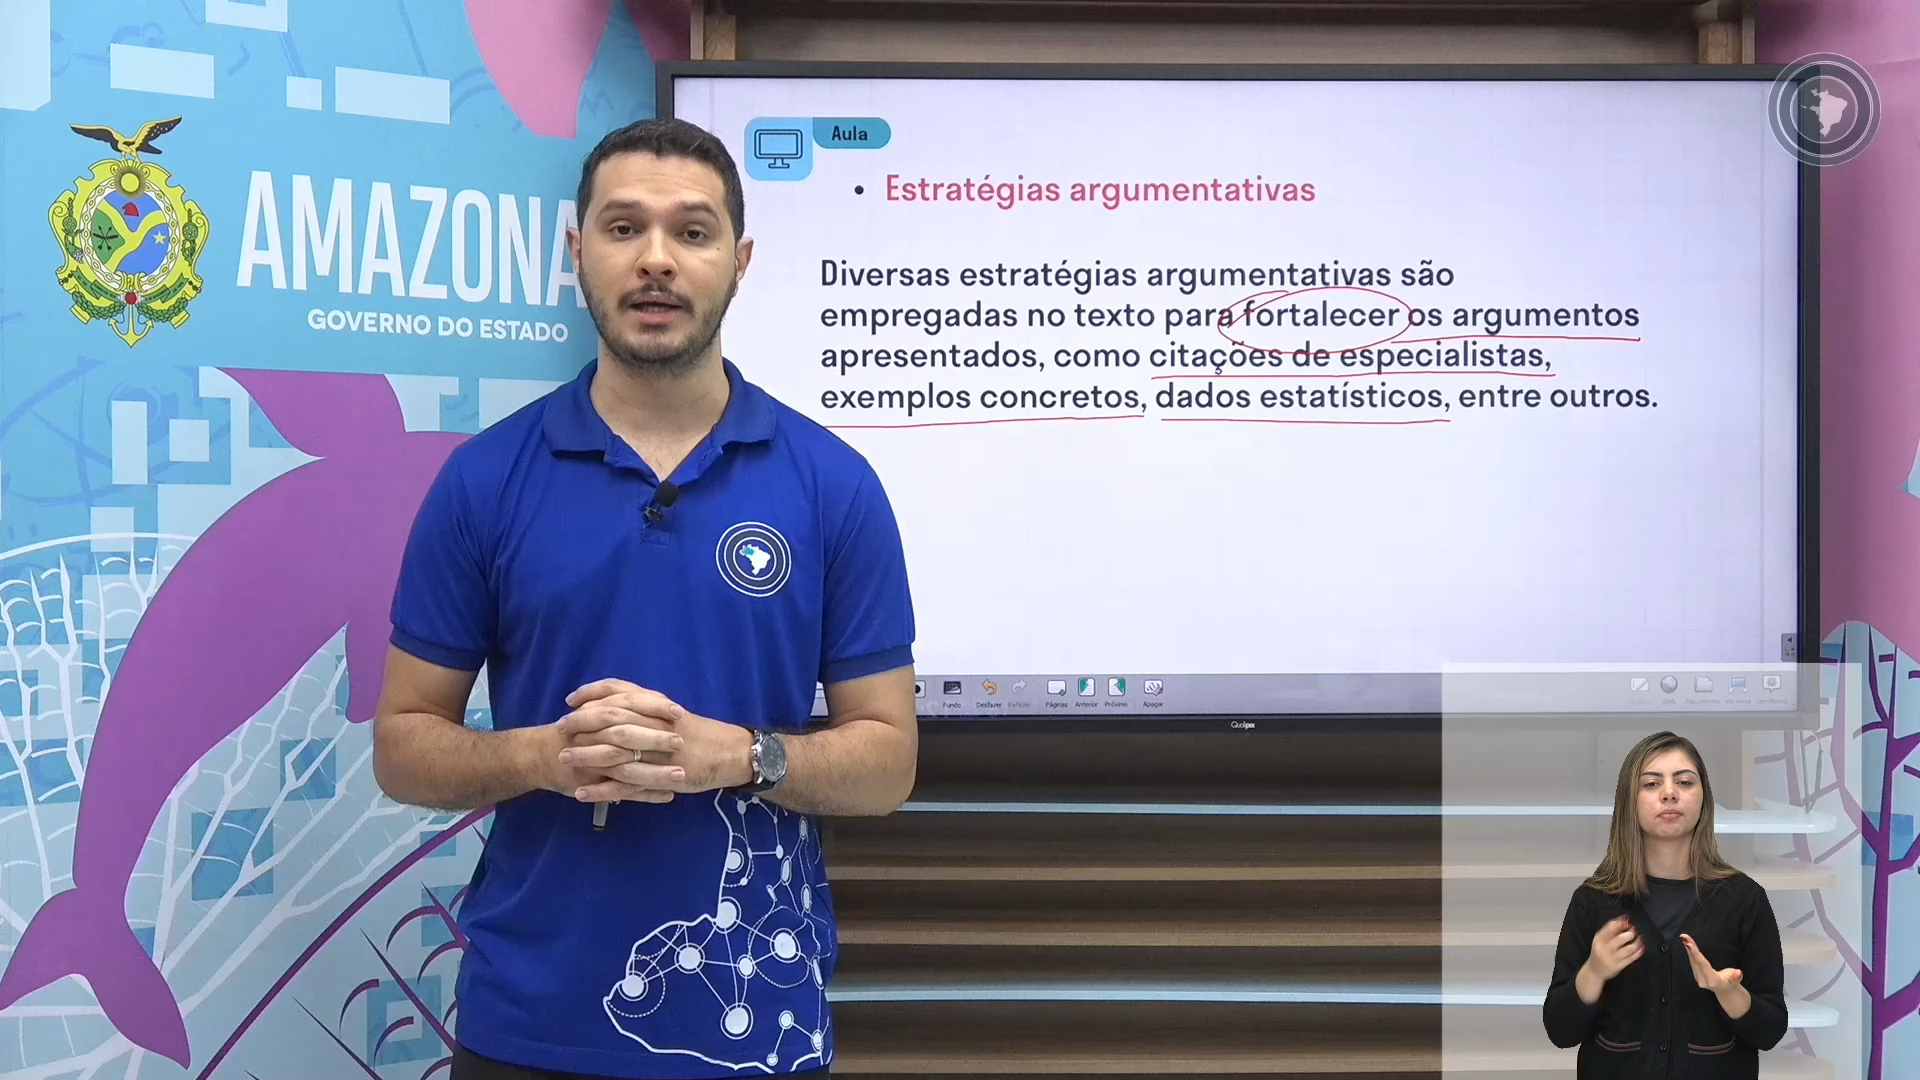 AMAZONA
GOVERNO DO ESTADO
Aula
• Estratégias argumentativas
Diversas estratégias argumentativas são
empregadas no texto para fortalecer os argumentos
apresentados, como citações de especialistas,
exemplos concretos, dados estatísticos, entre outros.
Fundo
Desfazer
Refazer
Páginas
Anterior
Próximo
Apagar
Qualipix